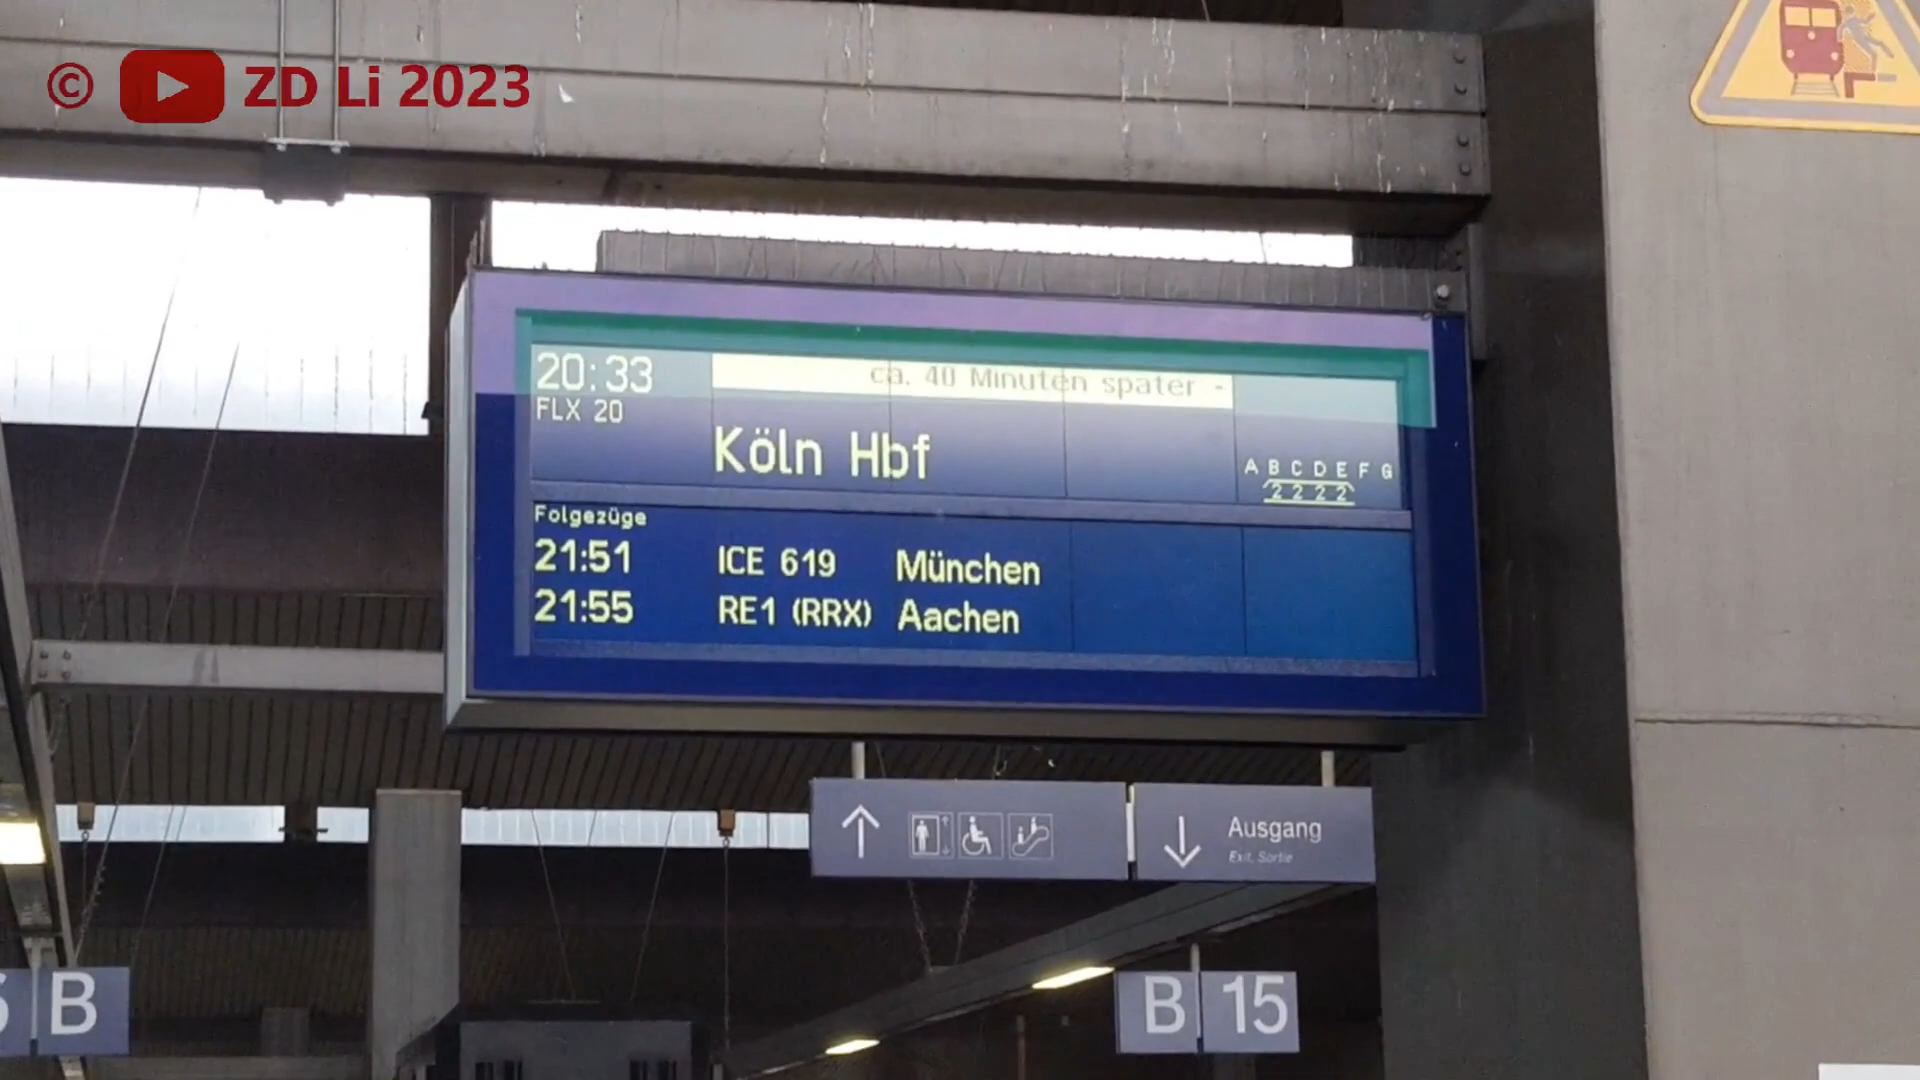 © ZD Li 2023
20:33 ca. 40 Minuten später -
FLX 20
Köln Hbf
A B C D E F G
2 2 2 2
Folgezüge
21:51 ICE 619 München
21:55 RE1 (RRX) Aachen
Ausgang
Exit, Sortie
B
B 15